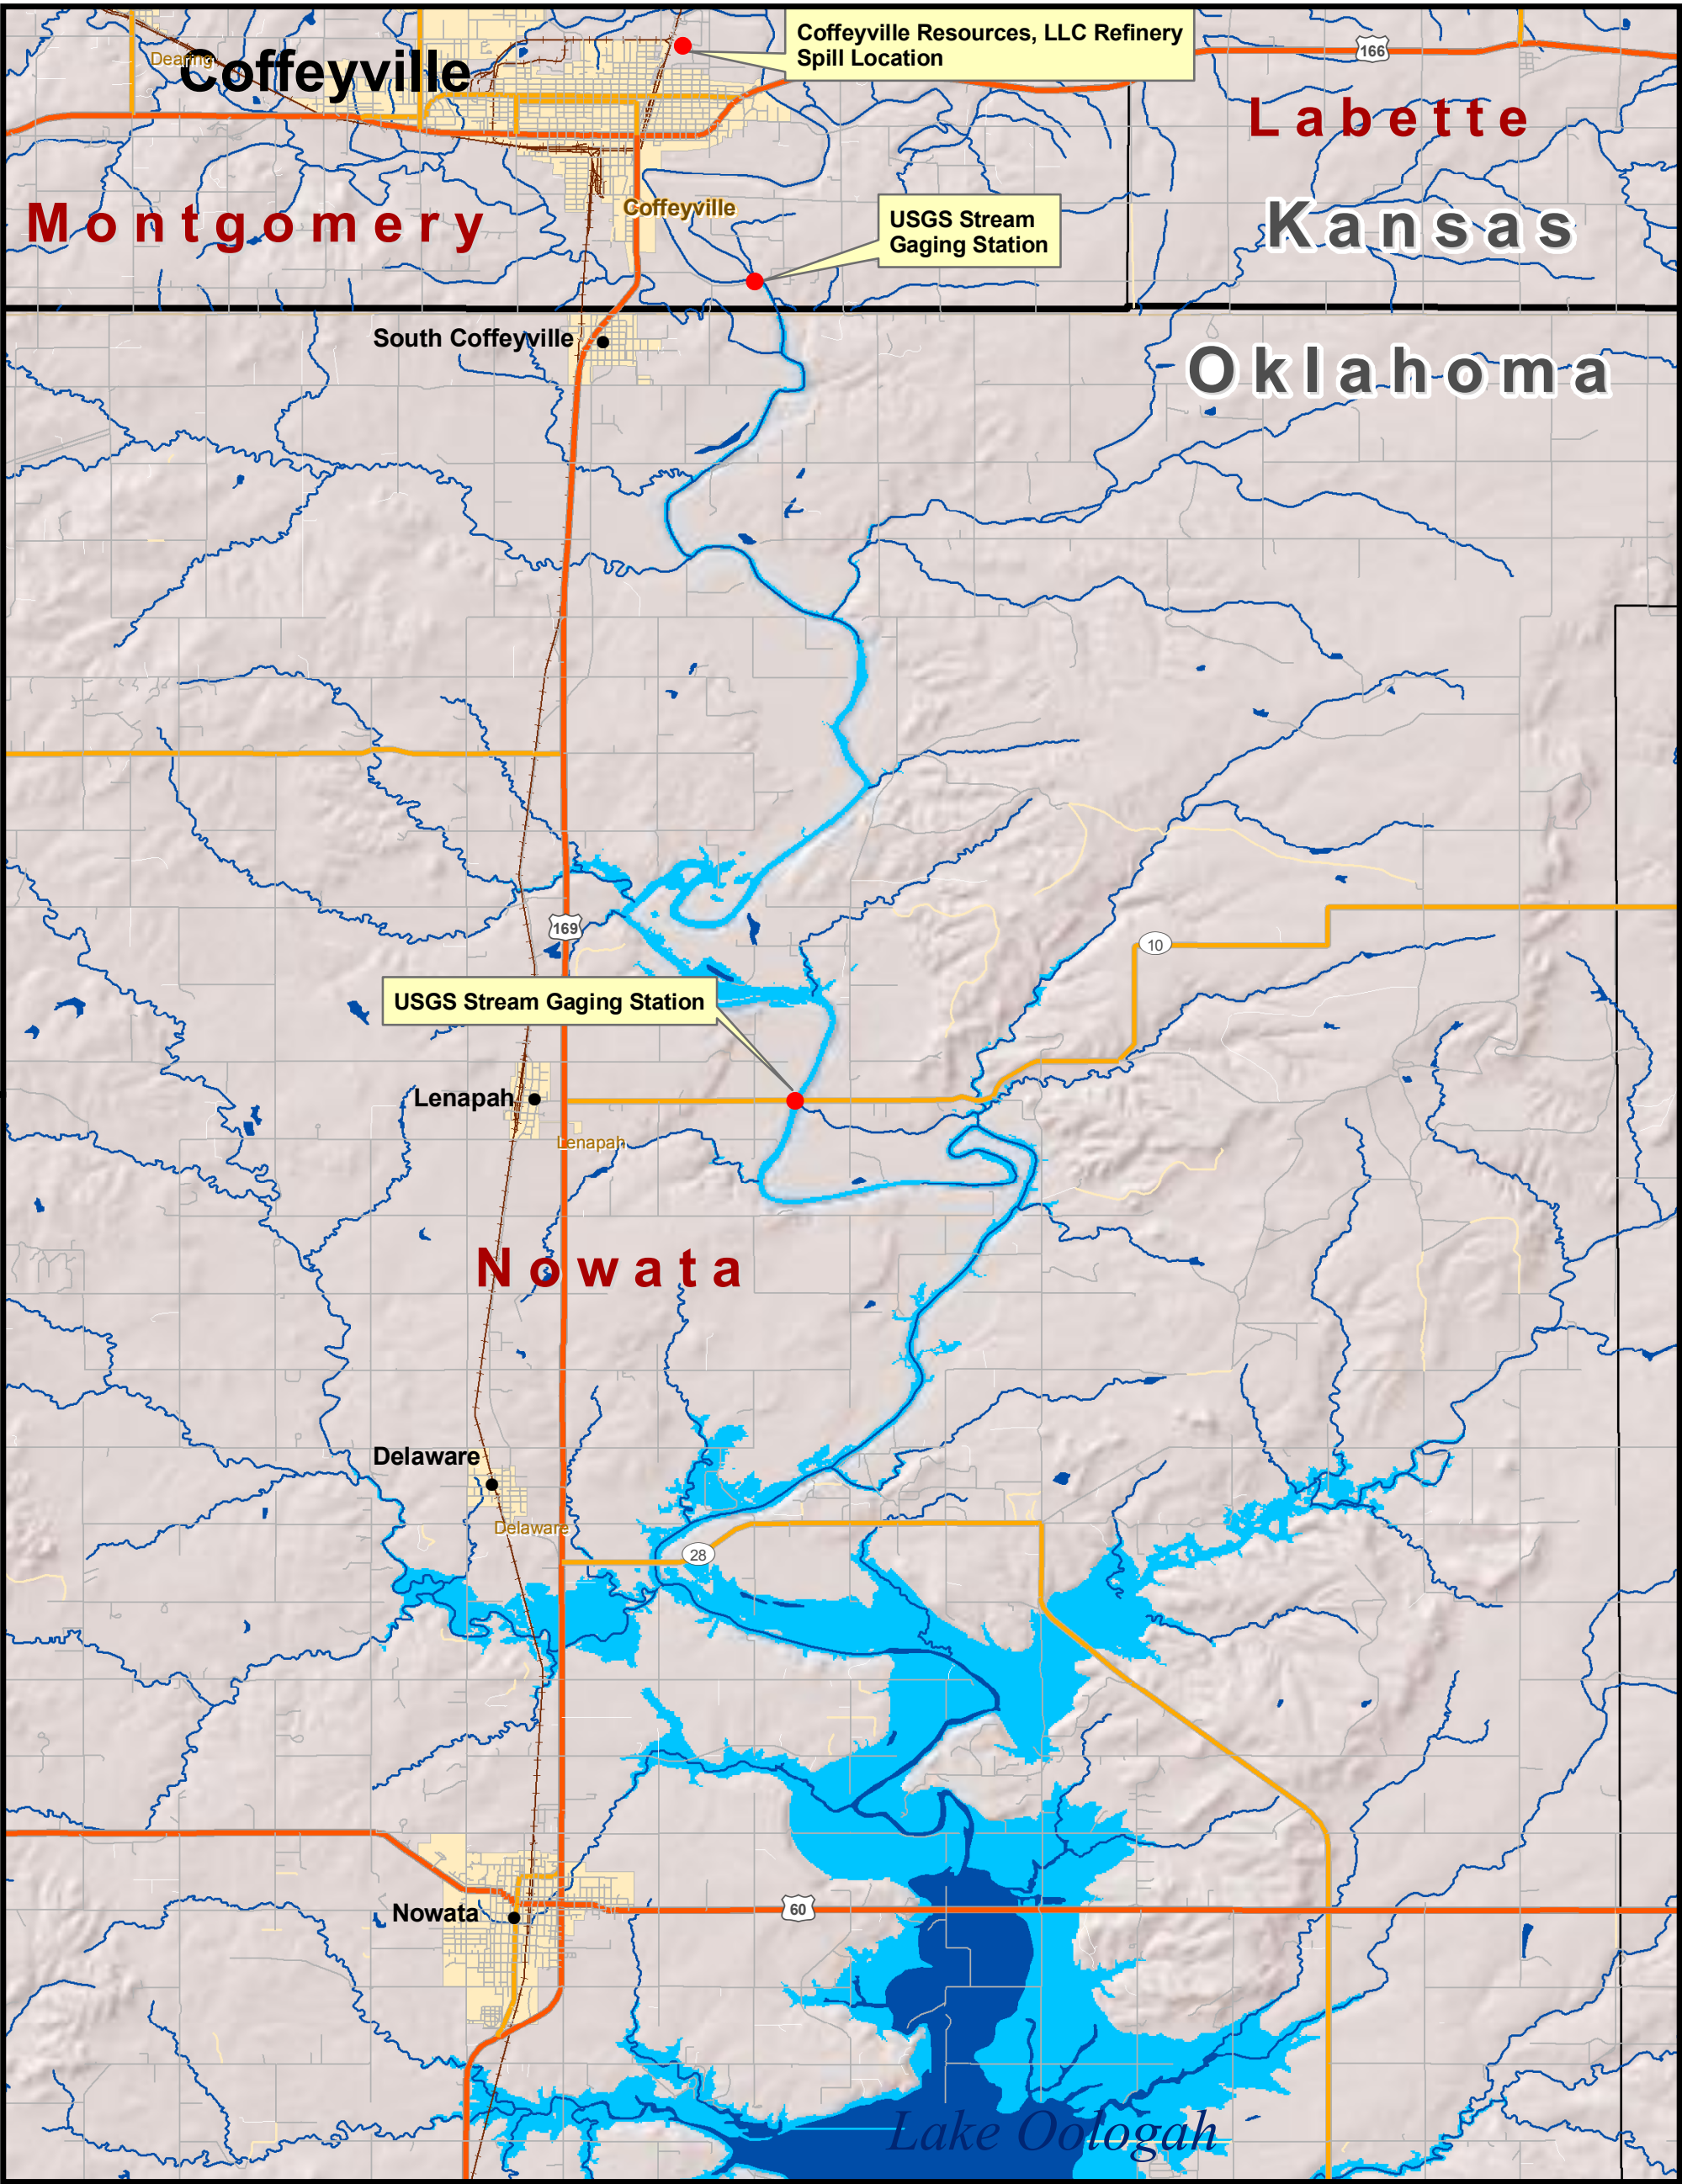 Coffeyville Resources, LLC Refinery
Spill Location
166
Dearing
Coffeyville
Labette
Montgomery
Coffeyville
USGS Stream
Gaging Station
Kansas
South Coffeyville
Oklahoma
169
10
USGS Stream Gaging Station
Lenapah
Lenapah
Nowata
Delaware
Delaware
28
Nowata
60
Lake Oologah